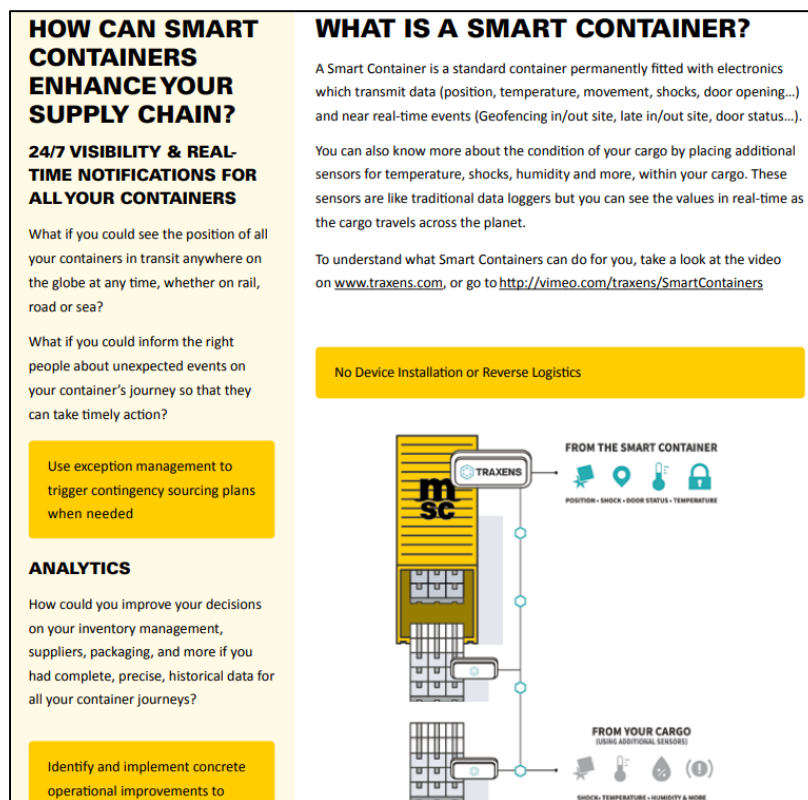 HOW CAN SMART
CONTAINERS
ENHANCE YOUR
SUPPLY CHAIN?
24/7 VISIBILITY & REAL-
TIME NOTIFICATIONS FOR
ALL YOUR CONTAINERS
What if you could see the position of all
your containers in transit anywhere on
the globe at any time, whether on rail,
road or sea?
What if you could inform the right
people about unexpected events on
your container's journey so that they
can take timely action?
Use exception management to
trigger contingency sourcing plans
when needed
ANALYTICS
How could you improve your decisions
on your inventory management,
suppliers, packaging, and more if you
had complete, precise, historical data for
all your container journeys?
Identify and implement concrete
operational improvements to
WHAT IS A SMART CONTAINER?
A Smart Container is a standard container permanently fitted with electronics
which transmit data (position, temperature, movement, shocks, door opening...)
and near real-time events (Geofencing in/out site, late in/out site, door status...).
You can also know more about the condition of your cargo by placing additional
sensors for temperature, shocks, humidity and more, within your cargo. These
sensors are like traditional data loggers but you can see the values in real-time as
the cargo travels across the planet.
To understand what Smart Containers can do for you, take a look at the video
on www.traxens.com, or go to http://vimeo.com/traxens/SmartContainers
No Device Installation or Reverse Logistics
m
sc
TRAXENS
FROM THE SMART CONTAINER
POSITION • SHOCK • DOOR STATUS • TEMPERATURE
FROM YOUR CARGO
(USING ADDITIONAL SENSORS)
SHOCK• TEMPERATURE • HUMIDITY & MORE